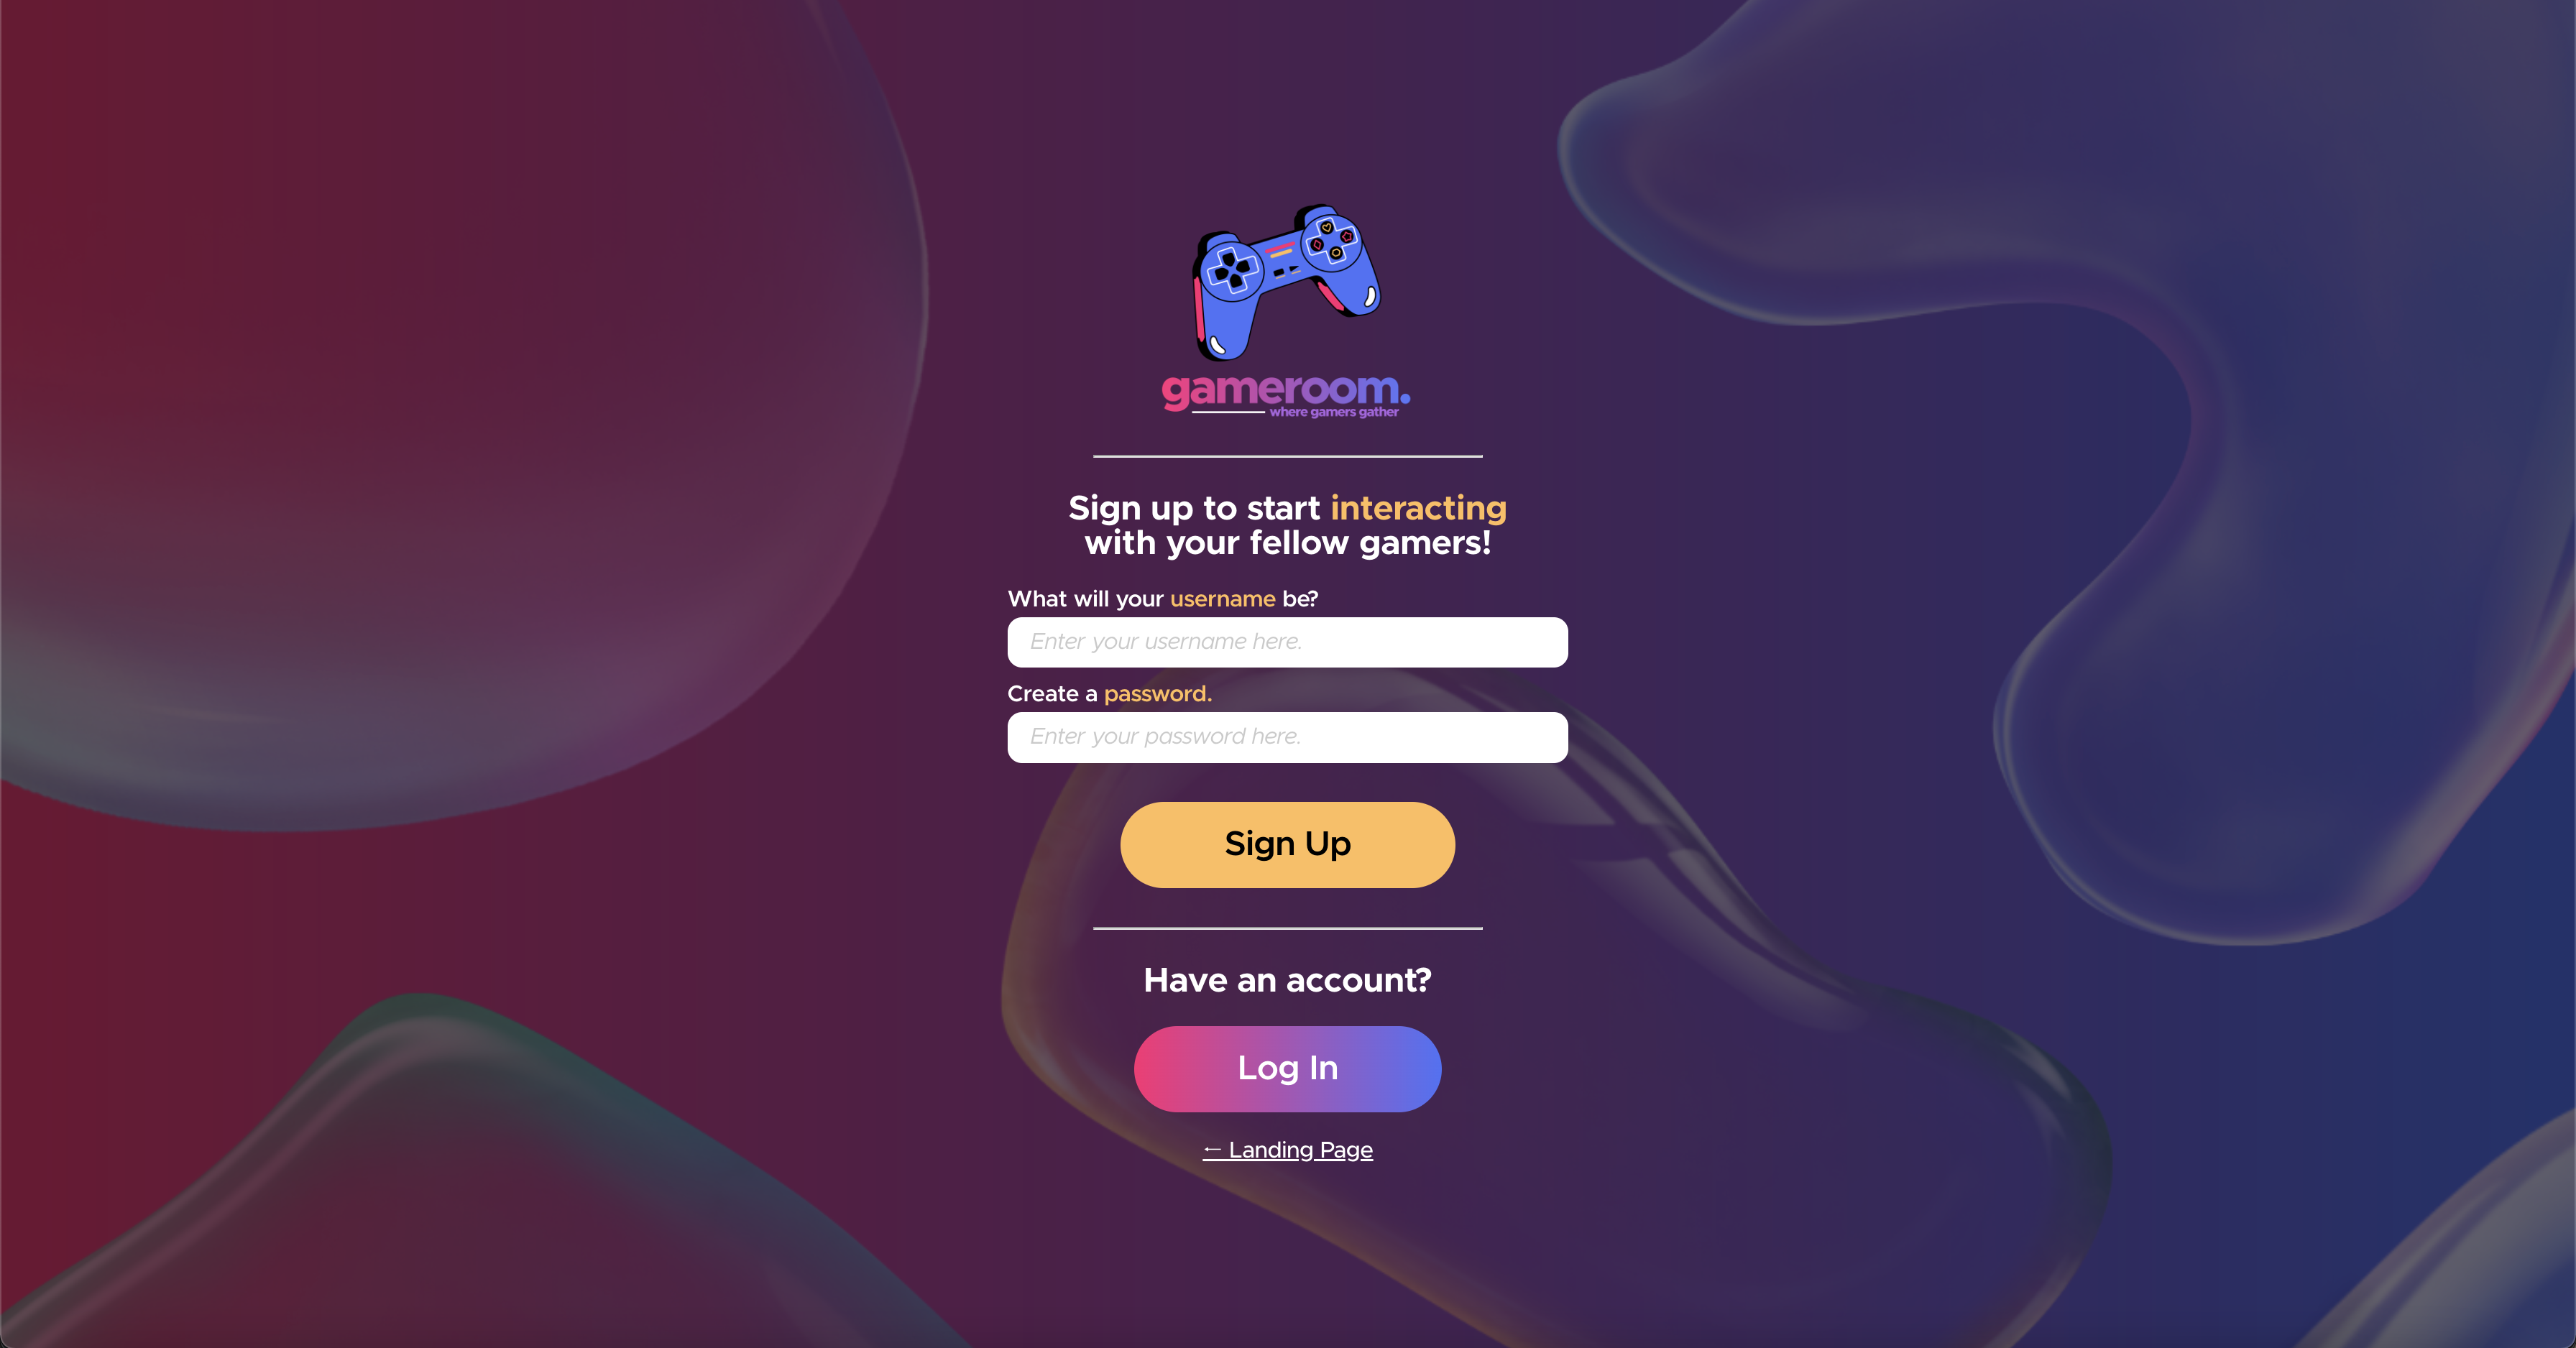 gameroom.
where gamers gather
Sign up to start interacting
with your fellow gamers!
What will your username be?
Enter your username here.
Create a password.
Enter your password here.
Sign Up
Have an account?
Log In
← Landing Page